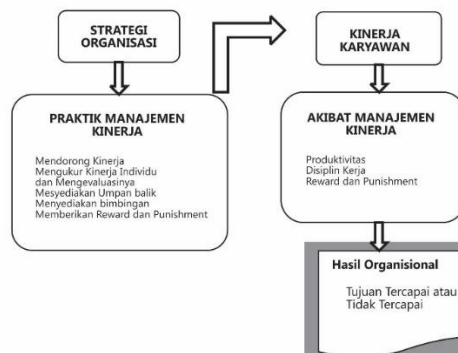 STRATEGI
ORGANISASI
PRAKTIK MANAJEMEN
KINERJA
Mendorong Kinerja
Mengukur Kinerja Individu
dan Mengevaluasinya
Mesyediakan Umpan balik
Menyediakan bimbingan
Memberikan Reward dan Punishment
KINERJA
KARYAWAN
AKIBAT MANAJEMEN
KINERJA
Produktivitas
Disiplin Kerja
Reward dan Punishment
Hasil Organisional
Tujuan Tercapai atau
Tidak Tercapai